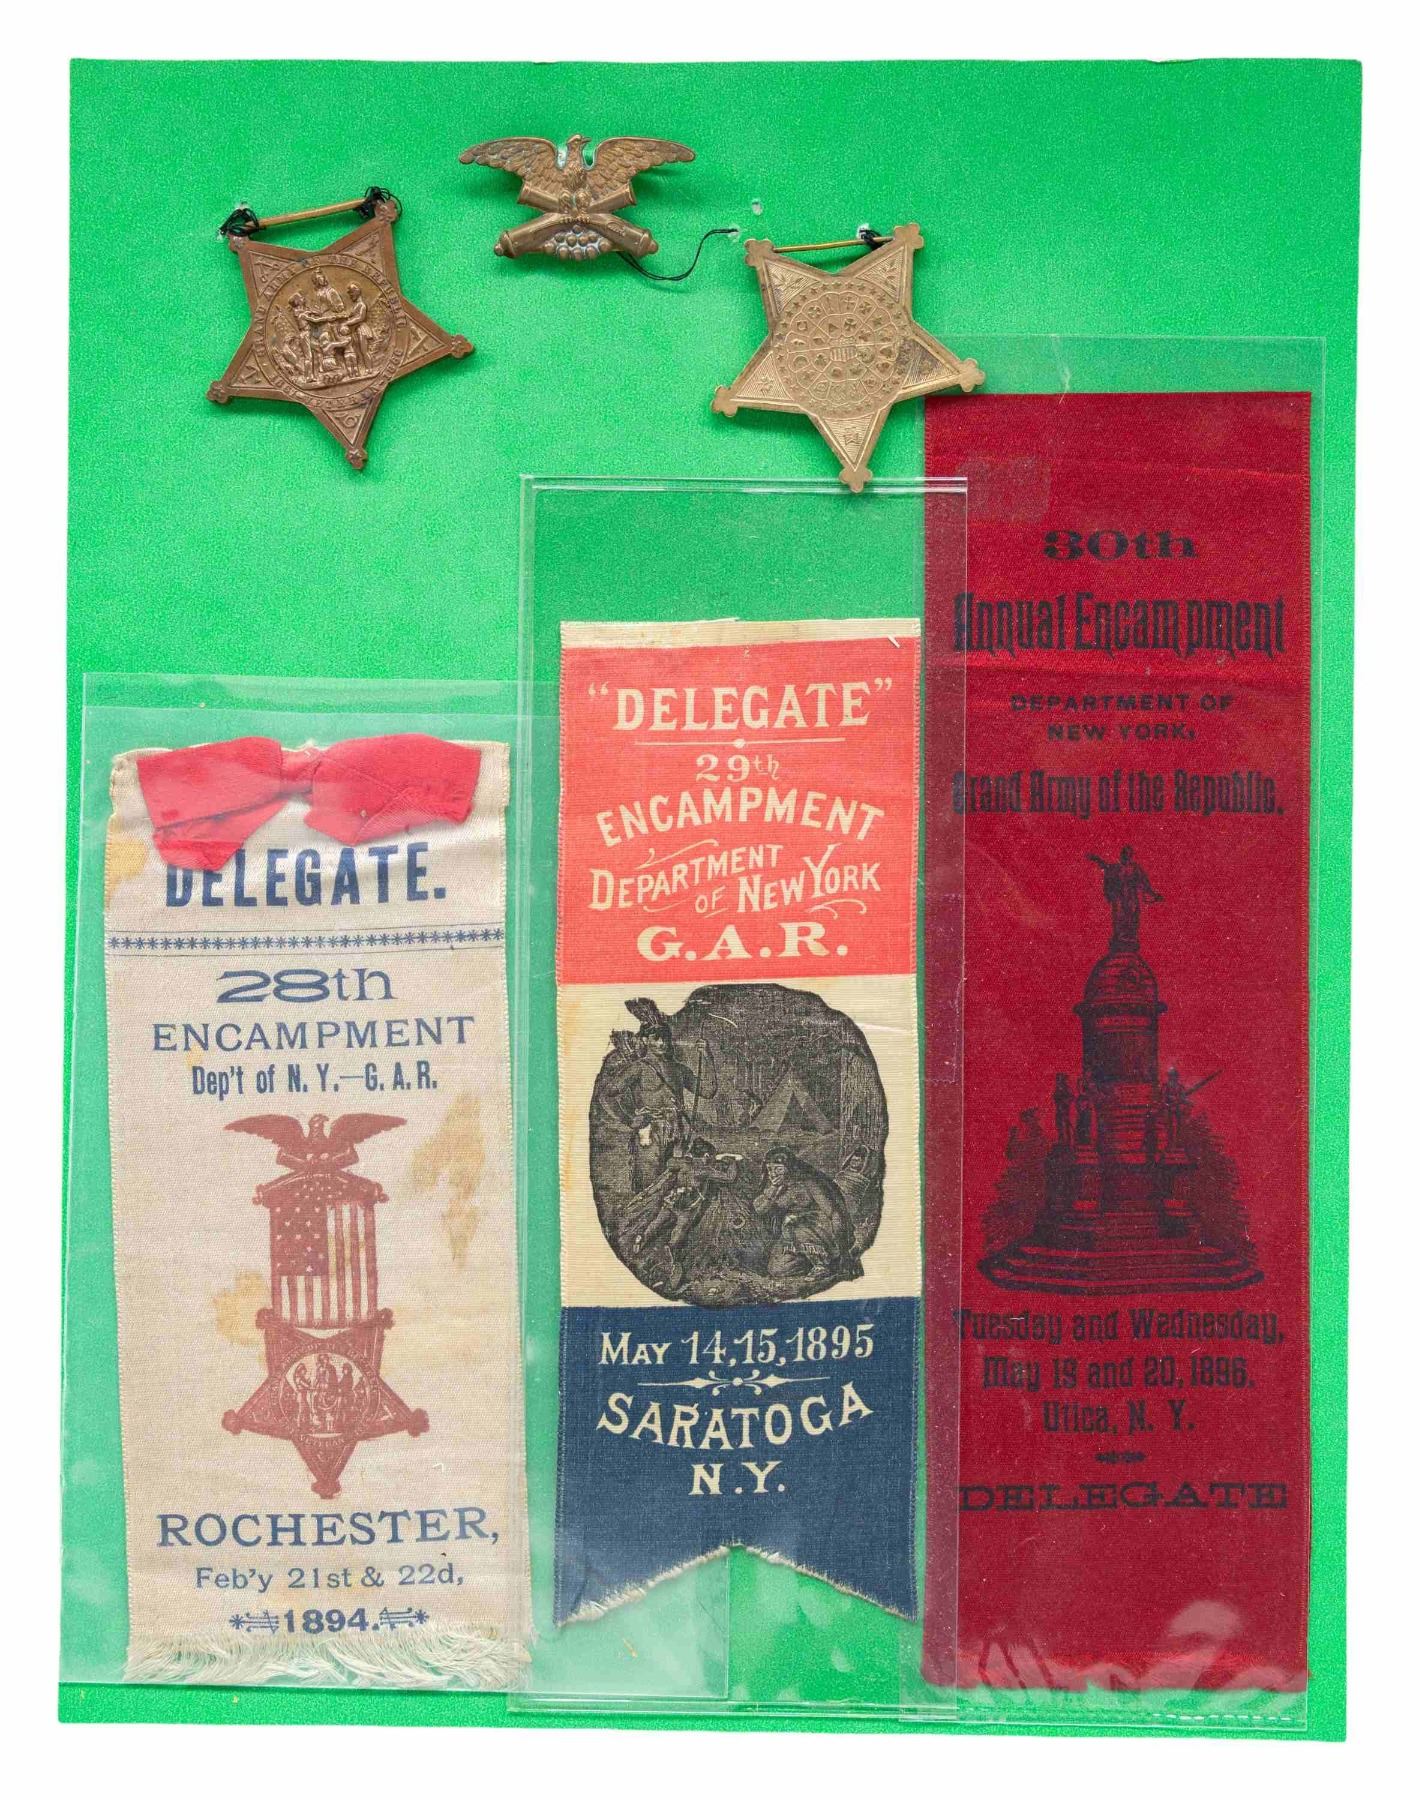 DELEGATE.
28th
ENCAMPMENT
Dep't of N. Y.—G. A. R.
ROCHESTER,
Feb'y 21st & 22d,
1894.
"DELEGATE"
29th
ENCAMPMENT
DEPARTMENT
OF NEW YORK
G.A.R.
MAY 14,15,1895
SARATOGA
N.Y.
30th
Annual Encampment
DEPARTMENT OF
NEW YORK,
Grand Army of the Republic.
Tuesday and Wednesday,
May 19 and 20, 1896.
Utica, N. Y.
DELEGATE